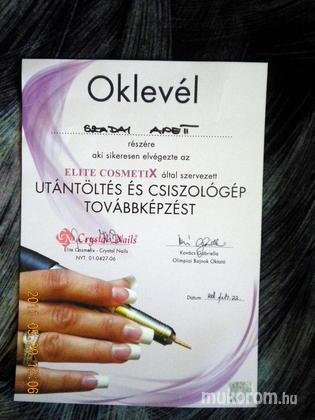 Oklevél
részére
aki sikeresen elvégezte az
ELITE COSMETIX által szervezett
UTÁNTÖLTÉS ÉS CSISZOLÓGÉP
TOVÁBBKÉPZÉST
Crystal Nails
Elite Cosmetix - Crystal Nails
NYT. 01-0427-06
Kovács Gabriella
Olimpiai Bajnok Oktató
Dátum:
mukorom.hu